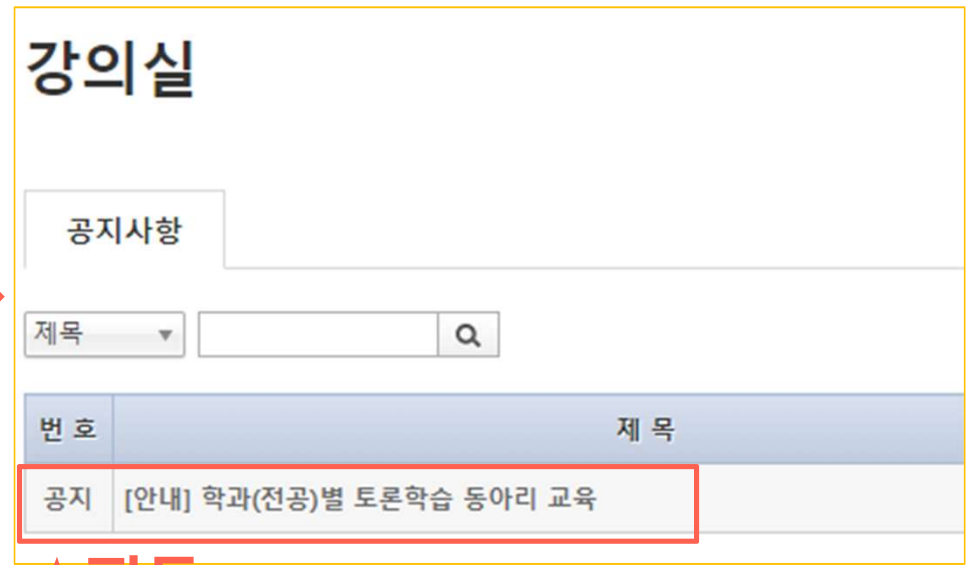 강의실
공지사항
제목
번 호 제 목
공지 [안내] 학과(전공)별 토론학습 동아리 교육